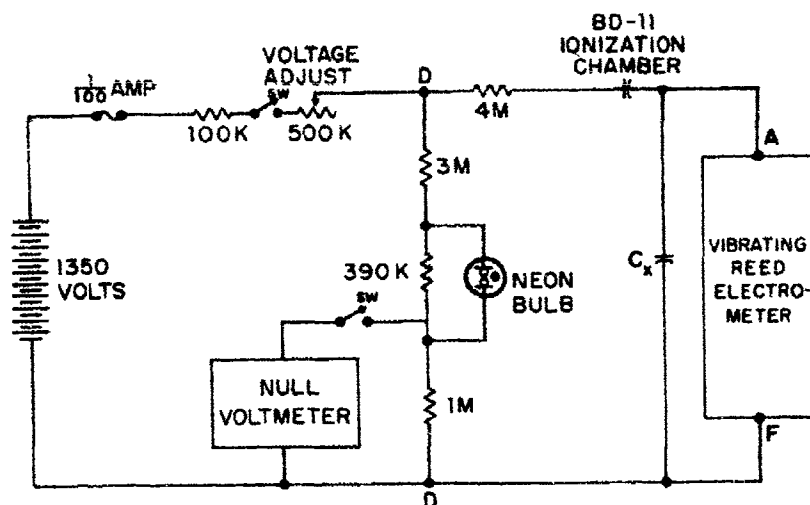 BD-11
IONIZATION
CHAMBER
VOLTAGE
ADJUST
D
1/100 AMP
SW
4M
100K
500K
A
3M
1350
VOLTS
390K
NEON
BULB
Cx
VIBRATING
REED
ELECTRO-
METER
SW
NULL
VOLTMETER
1M
F
D